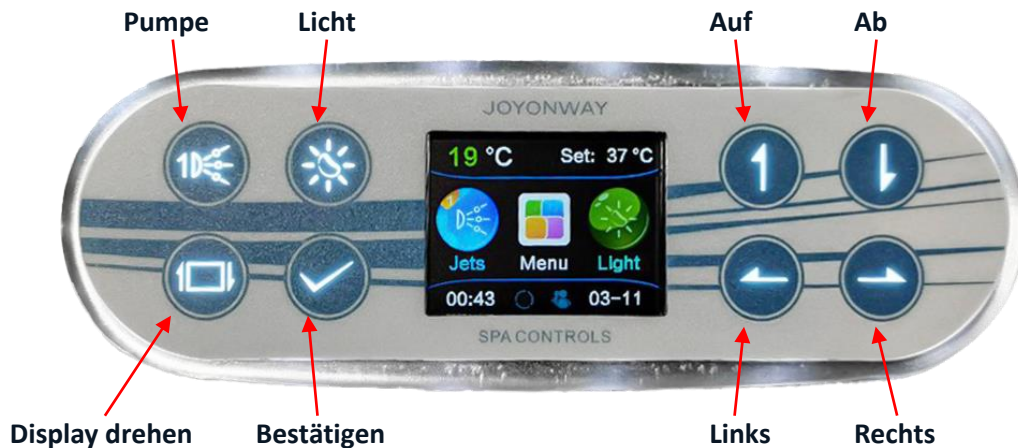 Pumpe Licht Auf Ab
JOYONWAY
19 °C Set: 37 °C
1
Jets Menu Light
00:43 03-11
SPA CONTROLS
Display drehen Bestätigen Links Rechts